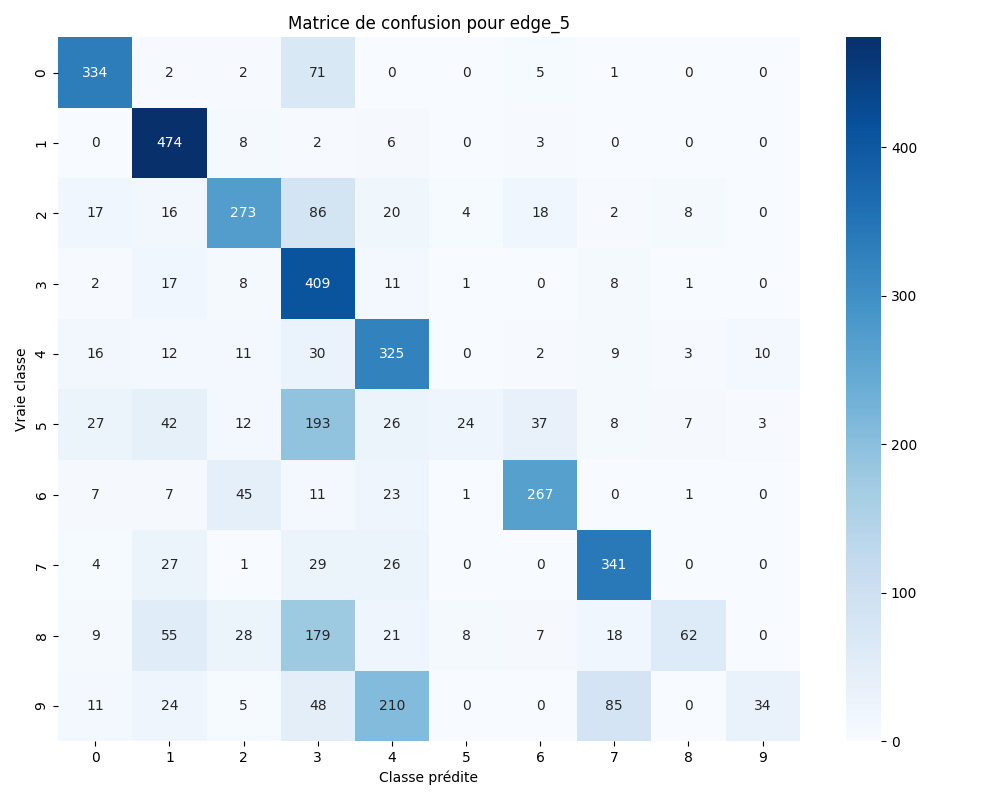 Matrice de confusion pour edge_5
0 334 2 2 71 0 0 5 1 0 0
1 0 474 8 2 6 0 3 0 0 0
2 17 16 273 86 20 4 18 2 8 0
3 2 17 8 409 11 1 0 8 1 0
4 16 12 11 30 325 0 2 9 3 10
5 27 42 12 193 26 24 37 8 7 3
6 7 7 45 11 23 1 267 0 1 0
7 4 27 1 29 26 0 0 341 0 0
8 9 55 28 179 21 8 7 18 62 0
9 11 24 5 48 210 0 0 85 0 34
0 1 2 3 4 5 6 7 8 9
Classe prédite
Vraie classe
400
300
200
100
0